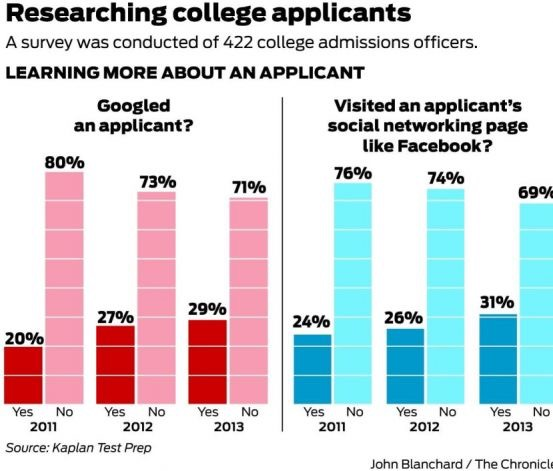 Researching college applicants
A survey was conducted of 422 college admissions officers.
LEARNING MORE ABOUT AN APPLICANT
Googled
an applicant?
80%
73%
71%
20%
27%
29%
Yes No Yes No Yes No
2011 2012 2013
Visited an applicant's
social networking page
like Facebook?
76%
74%
69%
24%
26%
31%
Yes No Yes No Yes No
2011 2012 2013
Source: Kaplan Test Prep
John Blanchard / The Chronicle